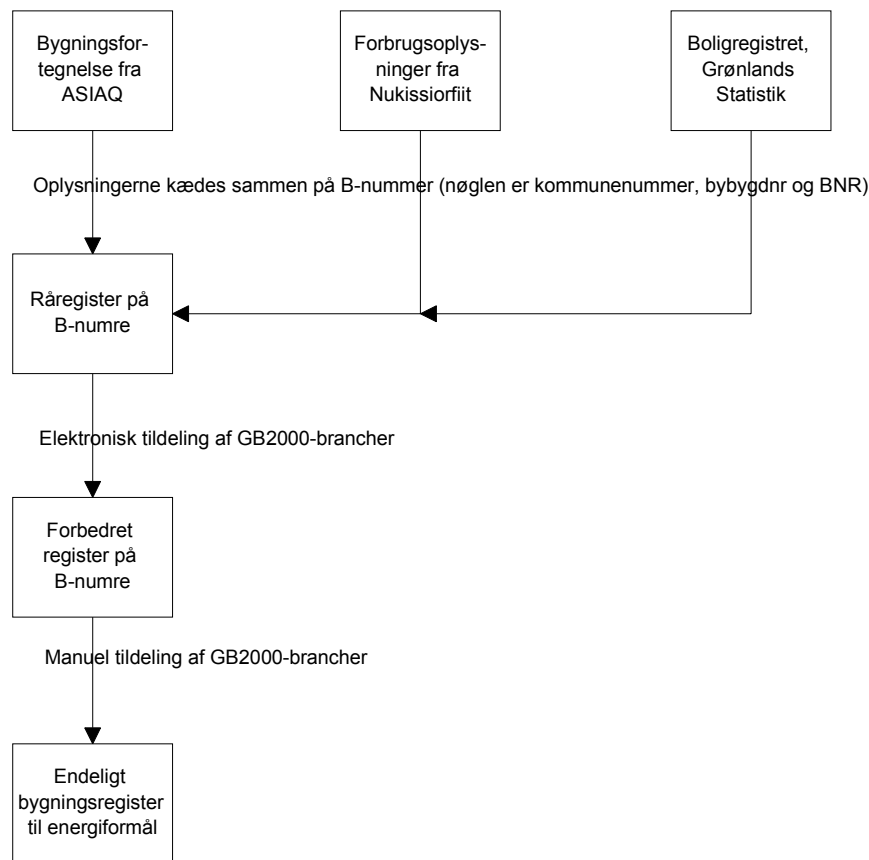 Bygningsfor-
tegnelse fra
ASIAQ
Forbrugsoplys-
ninger fra
Nukissiorfiit
Boligregistret,
Grønlands
Statistik
Oplysningerne kædes sammen på B-nummer (nøglen er kommunenummer, bybygdnr og BNR)
Råregister på
B-numre
Elektronisk tildeling af GB2000-brancher
Forbedret
register på
B-numre
Manuel tildeling af GB2000-brancher
Endeligt
bygningsregister
til energiformål